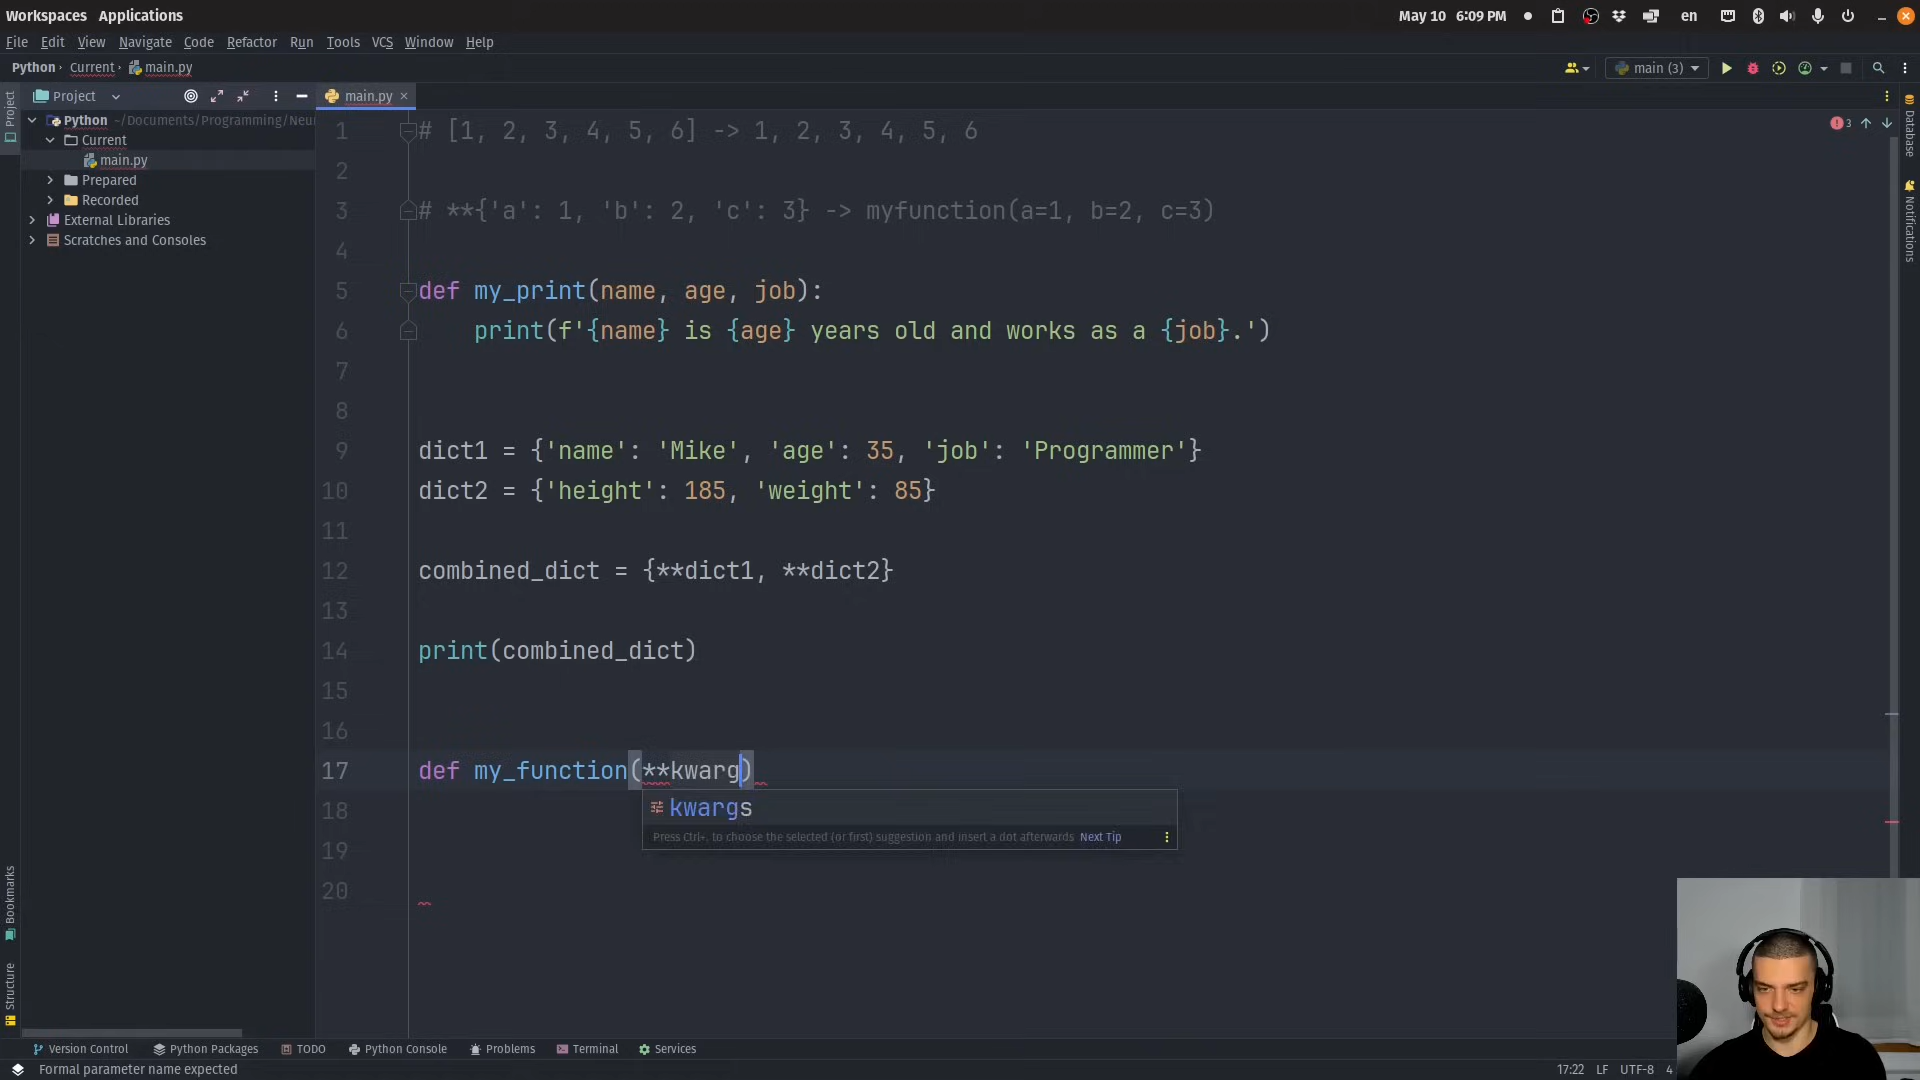 Workspaces Applications
May 10 6:09 PM en
File Edit View Navigate Code Refactor Run Tools VCS Window Help
Python Current main.py
main (3)
Project
main.py
Python ~/Documents/Programming/Neur
Current
main.py
Prepared
Recorded
External Libraries
Scratches and Consoles
Project
Bookmarks
Structure
Database
Notifications
3
1 # [1, 2, 3, 4, 5, 6] -> 1, 2, 3, 4, 5, 6
2
3 # **{'a': 1, 'b': 2, 'c': 3} -> myfunction(a=1, b=2, c=3)
4
5 def my_print(name, age, job):
6 print(f'{name} is {age} years old and works as a {job}.')
7
8
9 dict1 = {'name': 'Mike', 'age': 35, 'job': 'Programmer'}
10 dict2 = {'height': 185, 'weight': 85}
11
12 combined_dict = {**dict1, **dict2}
13
14 print(combined_dict)
15
16
17 def my_function(**kwarg)
kwargs
Press Ctrl+. to choose the selected (or first) suggestion and insert a dot afterwards Next Tip
18
19
20
Version Control Python Packages TODO Python Console Problems Terminal Services
Formal parameter name expected
17:22 LF UTF-8 4